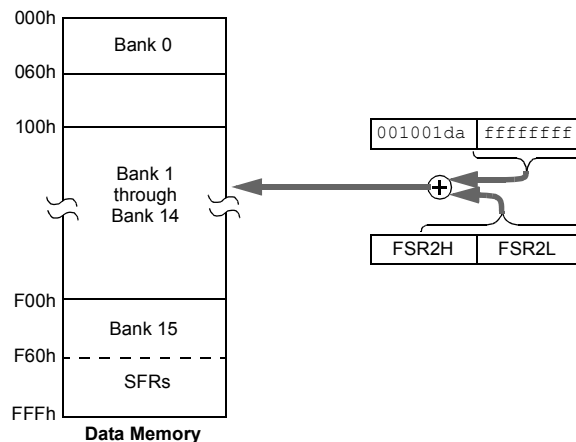 000h
Bank 0
060h
100h
001001da ffffffff
Bank 1
through
Bank 14
FSR2H FSR2L
F00h
Bank 15
F60h
SFRs
FFFh
Data Memory